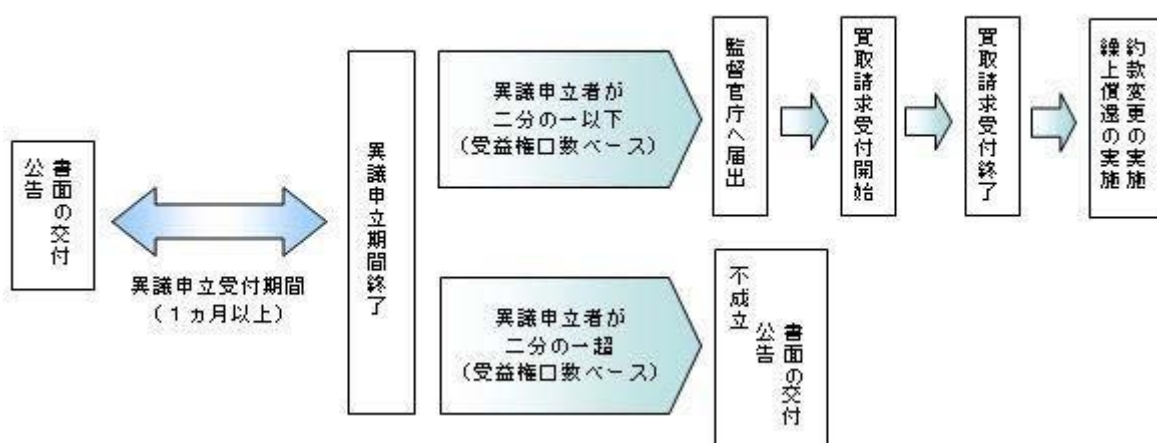 公告
書面の交付
異議申立受付期間
（１ヵ月以上）
異議申立期間終了
異議申立者が
二分の一以下
（受益権口数ベース）
監督官庁へ届出
買取請求受付開始
買取請求受付終了
約款変更の実施
繰上償還の実施
異議申立者が
二分の一超
（受益権口数ベース）
不成立
公告
書面の交付